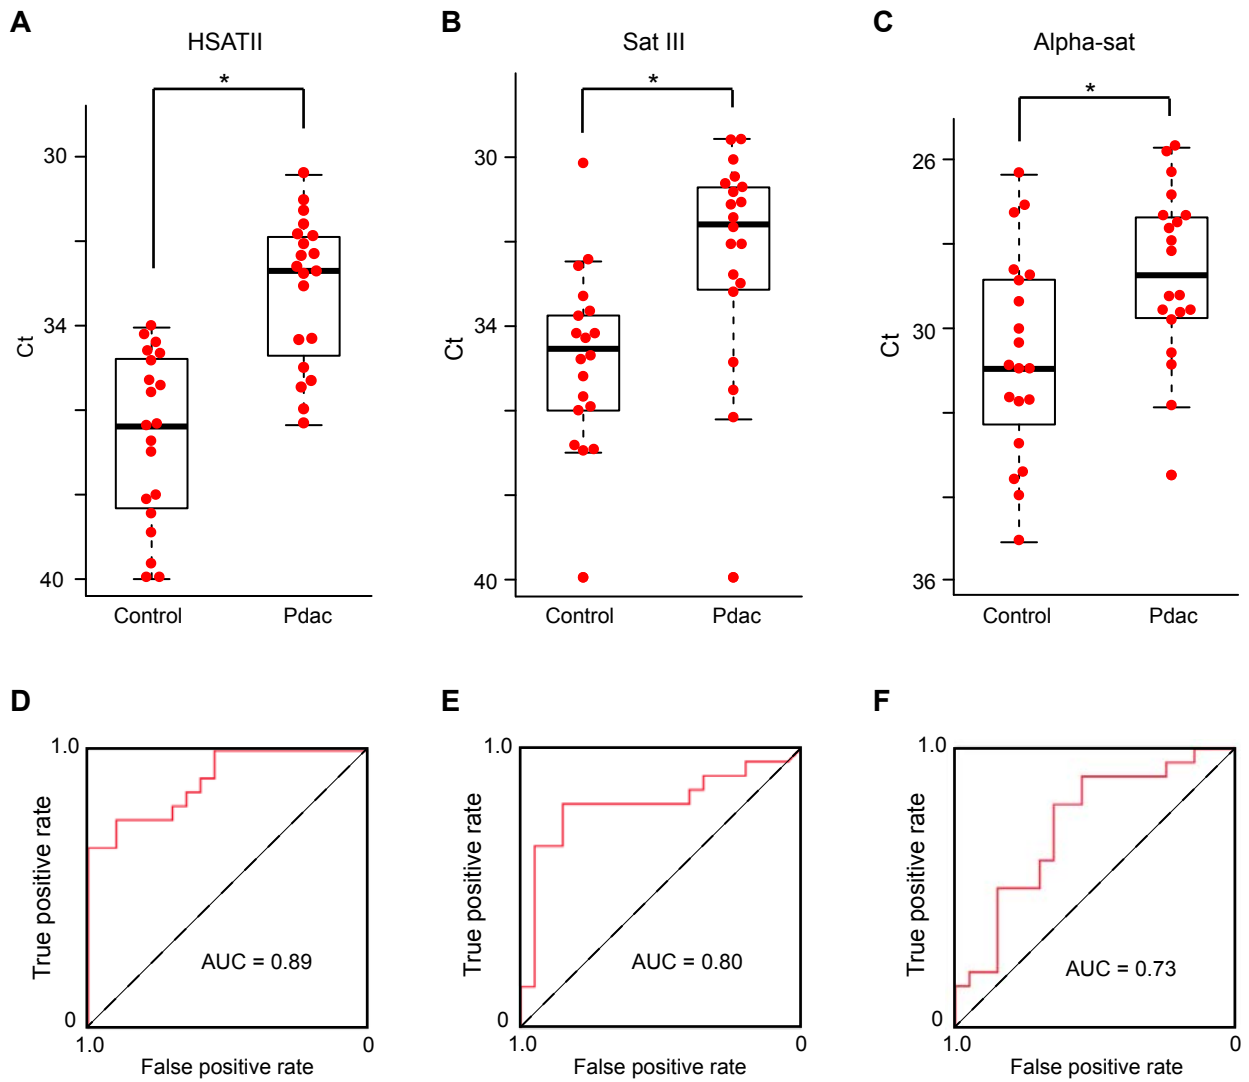 A
HSATII
*
30
34
40
Ct
Control
Pdac
B
Sat III
*
30
34
40
Ct
Control
Pdac
C
Alpha-sat
*
26
30
36
Ct
Control
Pdac
D
1.0
True positive rate
AUC = 0.89
0
1.0
0
False positive rate
E
1.0
True positive rate
AUC = 0.80
0
1.0
0
False positive rate
F
1.0
True positive rate
AUC = 0.73
0
1.0
0
False positive rate